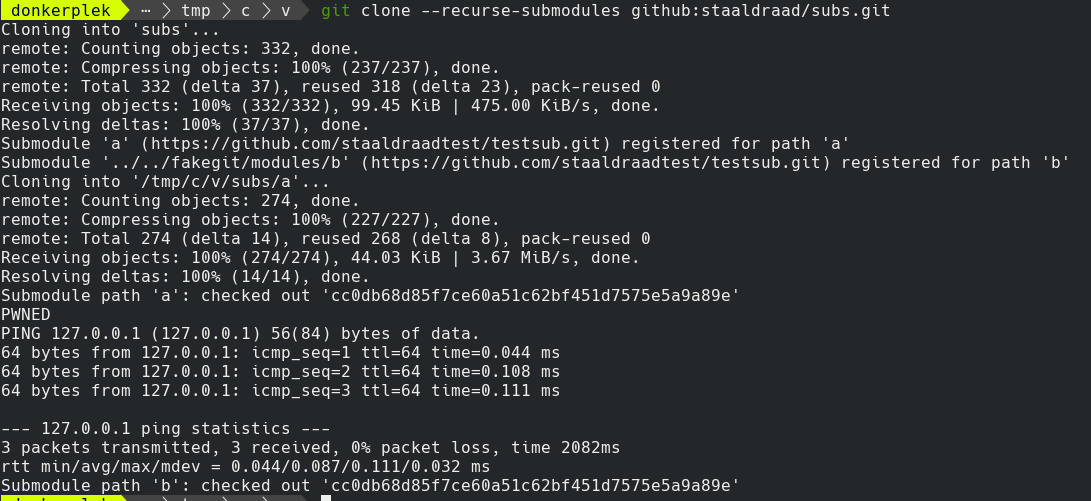 donkerplek ⋯ tmp c v git clone --recurse-submodules github:staaldraad/subs.git
Cloning into 'subs'...
remote: Counting objects: 332, done.
remote: Compressing objects: 100% (237/237), done.
remote: Total 332 (delta 37), reused 318 (delta 23), pack-reused 0
Receiving objects: 100% (332/332), 99.45 KiB | 475.00 KiB/s, done.
Resolving deltas: 100% (37/37), done.
Submodule 'a' (https://github.com/staaldraadtest/testsub.git) registered for path 'a'
Submodule '../../fakegit/modules/b' (https://github.com/staaldraadtest/testsub.git) registered for path 'b'
Cloning into '/tmp/c/v/subs/a'...
remote: Counting objects: 274, done.
remote: Compressing objects: 100% (227/227), done.
remote: Total 274 (delta 14), reused 268 (delta 8), pack-reused 0
Receiving objects: 100% (274/274), 44.03 KiB | 3.67 MiB/s, done.
Resolving deltas: 100% (14/14), done.
Submodule path 'a': checked out 'cc0db68d85f7ce60a51c62bf451d7575e5a9a89e'
PWNED
PING 127.0.0.1 (127.0.0.1) 56(84) bytes of data.
64 bytes from 127.0.0.1: icmp_seq=1 ttl=64 time=0.044 ms
64 bytes from 127.0.0.1: icmp_seq=2 ttl=64 time=0.108 ms
64 bytes from 127.0.0.1: icmp_seq=3 ttl=64 time=0.111 ms
--- 127.0.0.1 ping statistics ---
3 packets transmitted, 3 received, 0% packet loss, time 2082ms
rtt min/avg/max/mdev = 0.044/0.087/0.111/0.032 ms
Submodule path 'b': checked out 'cc0db68d85f7ce60a51c62bf451d7575e5a9a89e'